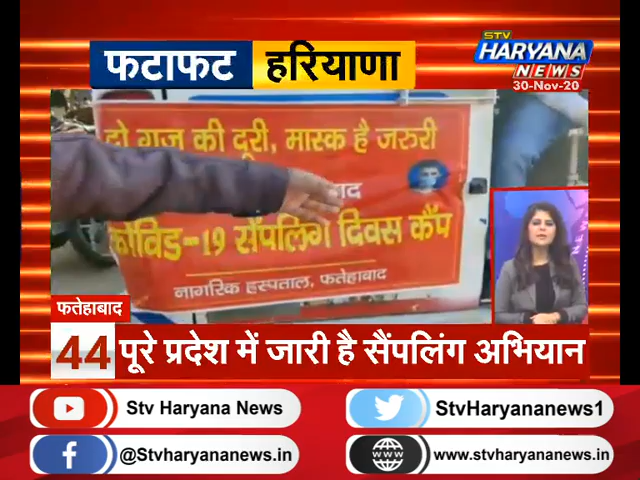 फटाफट हरियाणा
STV
HARYANA
NEWS
30-Nov-20
दो गज की दूरी, मास्क है जरुरी
कोविड-19 सैंपलिंग दिवस कैंप
नागरिक हस्पताल, फतेहाबाद
फतेहाबाद
44 पूरे प्रदेश में जारी है सैंपलिंग अभियान
Stv Haryana News
StvHaryananews1
@Stvharyananews.in
www.stvharyananews.in